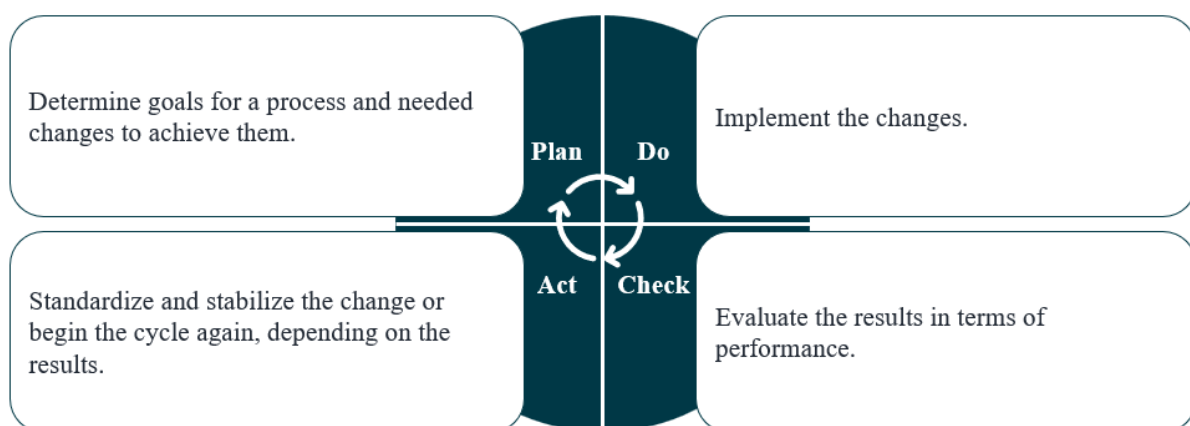 Determine goals for a process and needed
changes to achieve them.
Plan
Do
Implement the changes.
Standardize and stabilize the change or
begin the cycle again, depending on the
results.
Act
Check
Evaluate the results in terms of
performance.